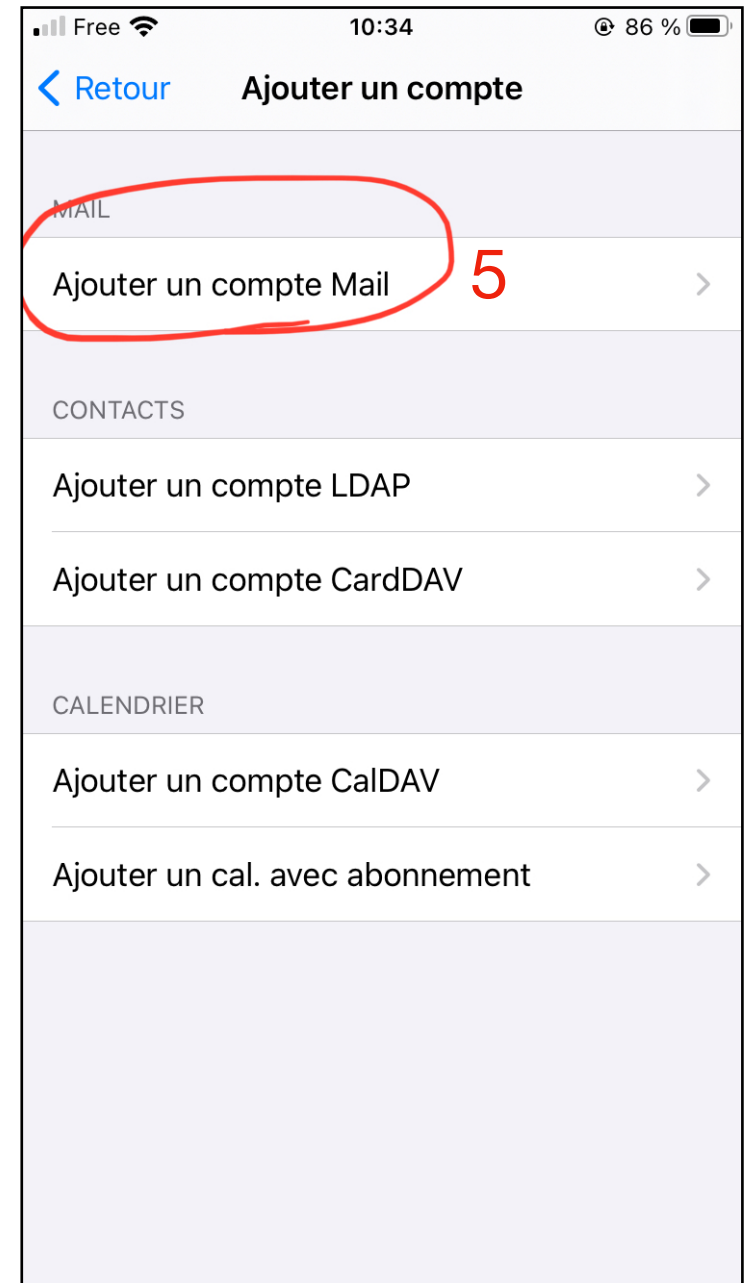 Free 10:34 86 %
Retour Ajouter un compte
MAIL
Ajouter un compte Mail 5
CONTACTS
Ajouter un compte LDAP
Ajouter un compte CardDAV
CALENDRIER
Ajouter un compte CalDAV
Ajouter un cal. avec abonnement